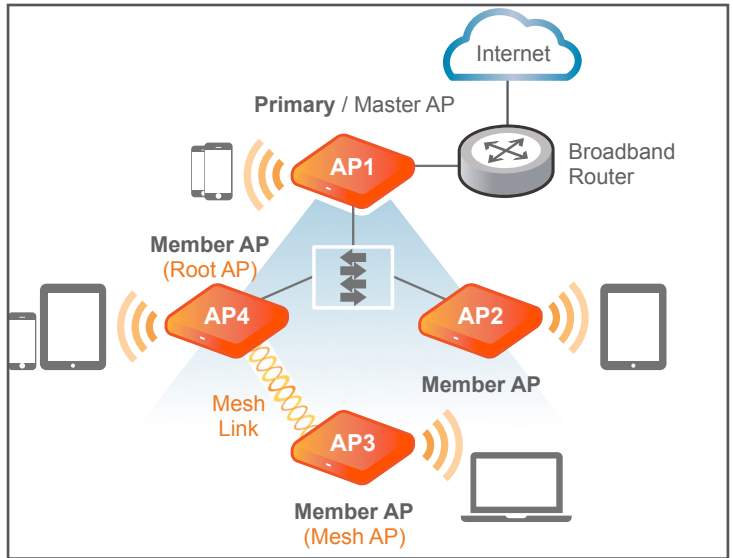 Internet
Primary / Master AP
Broadband
Router
AP1
Member AP
(Root AP)
AP4
AP2
Member AP
Mesh
Link
AP3
Member AP
(Mesh AP)